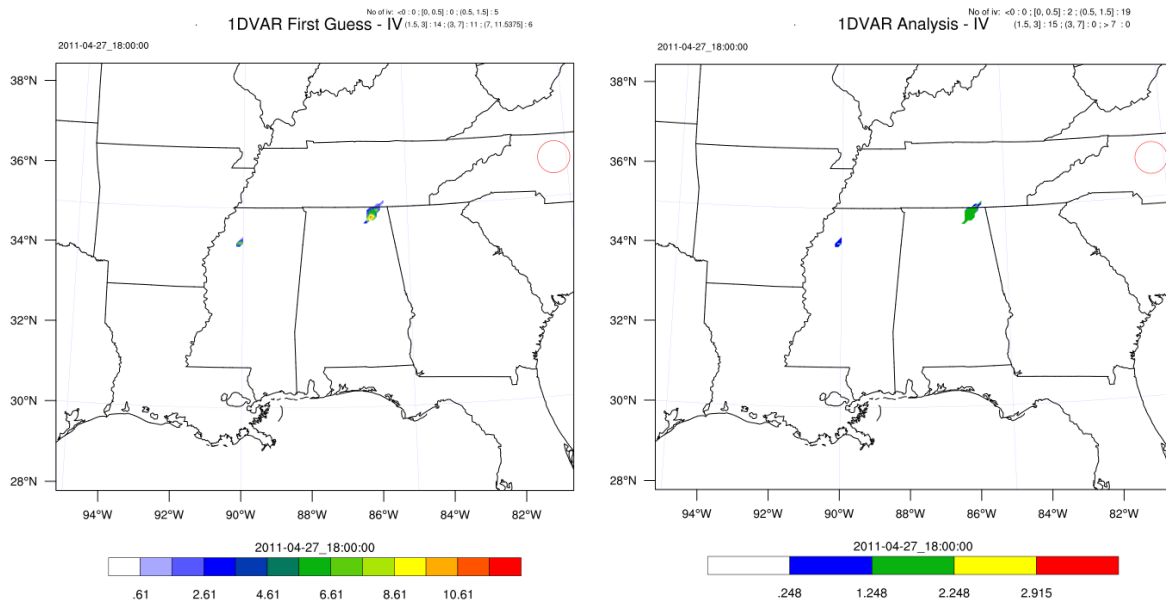 No of iv: <0 : 0 ; [0, 0.5] : 0 ; (0.5, 1.5] : 5
1DVAR First Guess - IV (1.5, 3] : 14 ; (3, 7] : 11 ; (7, 11.5375] : 6
2011-04-27_18:00:00
38°N
36°N
34°N
32°N
30°N
28°N
94°W 92°W 90°W 88°W 86°W 84°W 82°W
2011-04-27_18:00:00
.61 2.61 4.61 6.61 8.61 10.61
No of iv: <0 : 0 ; [0, 0.5] : 2 ; (0.5, 1.5] : 19
1DVAR Analysis - IV (1.5, 3] : 15 ; (3, 7] : 0 ; > 7 : 0
2011-04-27_18:00:00
38°N
36°N
34°N
32°N
30°N
28°N
94°W 92°W 90°W 88°W 86°W 84°W 82°W
2011-04-27_18:00:00
.248 1.248 2.248 2.915